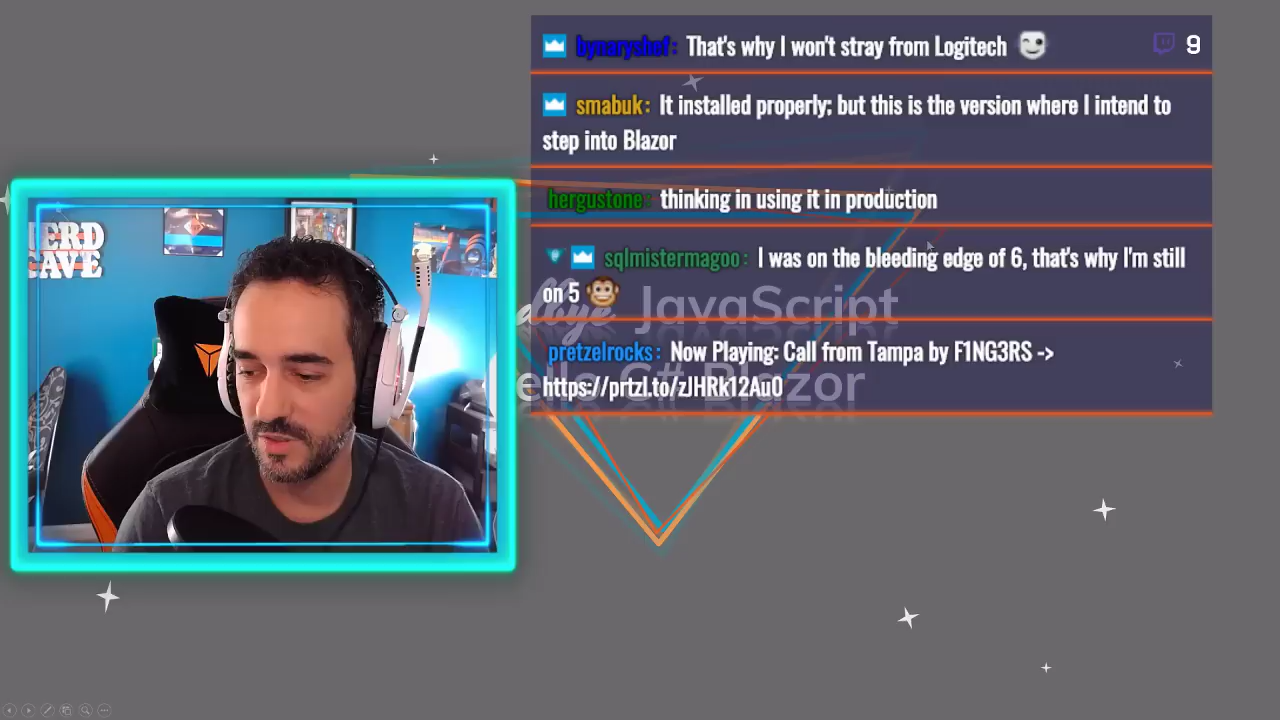 bynaryshef: That's why I won't stray from Logitech
9
smabuk: It installed properly; but this is the version where I intend to
step into Blazor
hergustone: thinking in using it in production
sqlmistermagoo: I was on the bleeding edge of 6, that's why I'm still
on 5
JavaScript
pretzelrocks: Now Playing: Call from Tampa by F1NG3RS ->
https://prtzl.to/zJHRk12Au0
C# Blazor
NERD
CAVE